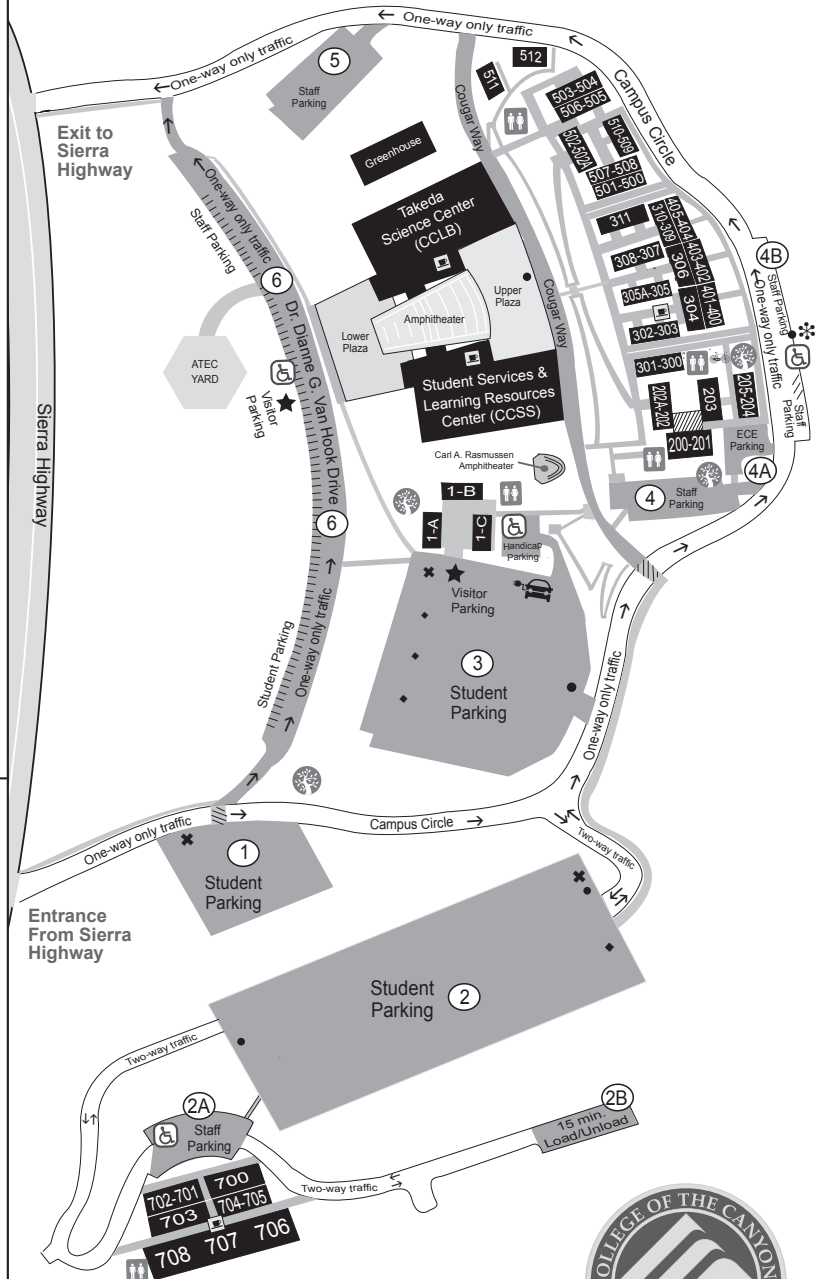 One-way only traffic
One-way only traffic
Exit to
Sierra
Highway
5
Staff
Parking
512
511
503-504
506-505
502-502A
510-509
507-508
501-500
Campus Circle
Cougar Way
Greenhouse
Takeda
Science Center
(CCLB)
Upper
Plaza
Lower
Plaza
Amphitheater
Student Services &
Learning Resources
Center (CCSS)
Cougar Way
311
310-309
405-404
308-307
306
403-402
305A-305
304
401-400
302-303
301-300
202A-202
203
205-204
200-201
4B
Staff Parking
One-way only traffic
Staff
Parking
ECE
Parking
4A
4
Staff
Parking
One-way only traffic
Staff Parking
6
Dr. Dianne G. Van Hook Drive
ATEC
YARD
Visitor
Parking
6
Student Parking
One-way only traffic
Sierra Highway
Carl A. Rasmussen
Amphitheater
1-B
1-A
1-C
Handicap
Parking
Visitor
Parking
3
Student
Parking
One-way only traffic
One-way only traffic
Campus Circle
Two-way traffic
1
Student
Parking
Entrance
From Sierra
Highway
Student
Parking
2
Two-way traffic
2A
Staff
Parking
2B
15 min.
Load/Unload
Two-way traffic
702-701
700
703
704-705
708
707
706
OLLEGE OF THE CANYON